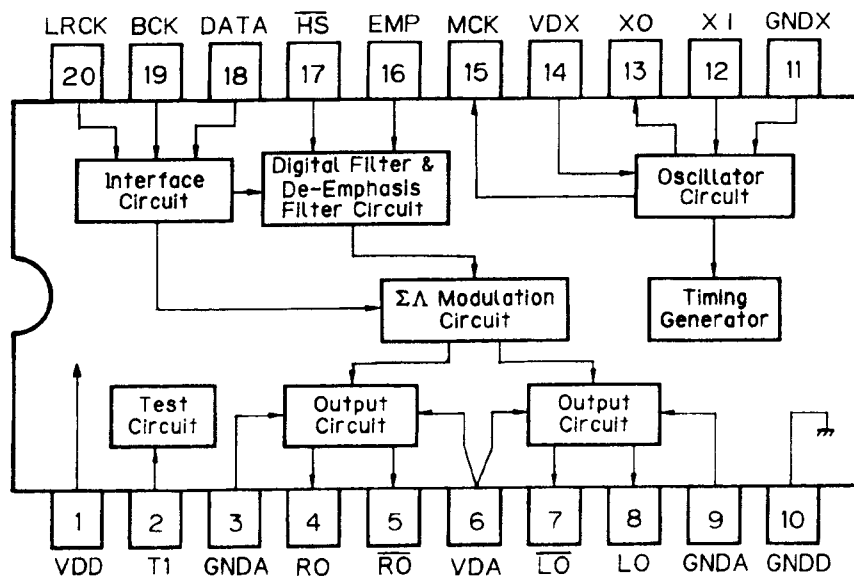 LRCK BCK DATA H̅S̅ EMP MCK VDX XO XI GNDX
20 19 18 17 16 15 14 13 12 11
Interface
Circuit
Digital Filter &
De-Emphasis
Filter Circuit
Oscillator
Circuit
ΣΛ Modulation
Circuit
Timing
Generator
Test
Circuit
Output
Circuit
Output
Circuit
1 2 3 4 5 6 7 8 9 10
VDD T1 GNDA RO R̅O̅ VDA L̅O̅ LO GNDA GNDD